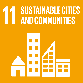 11 SUSTAINABLE CITIES
AND COMMUNITIES